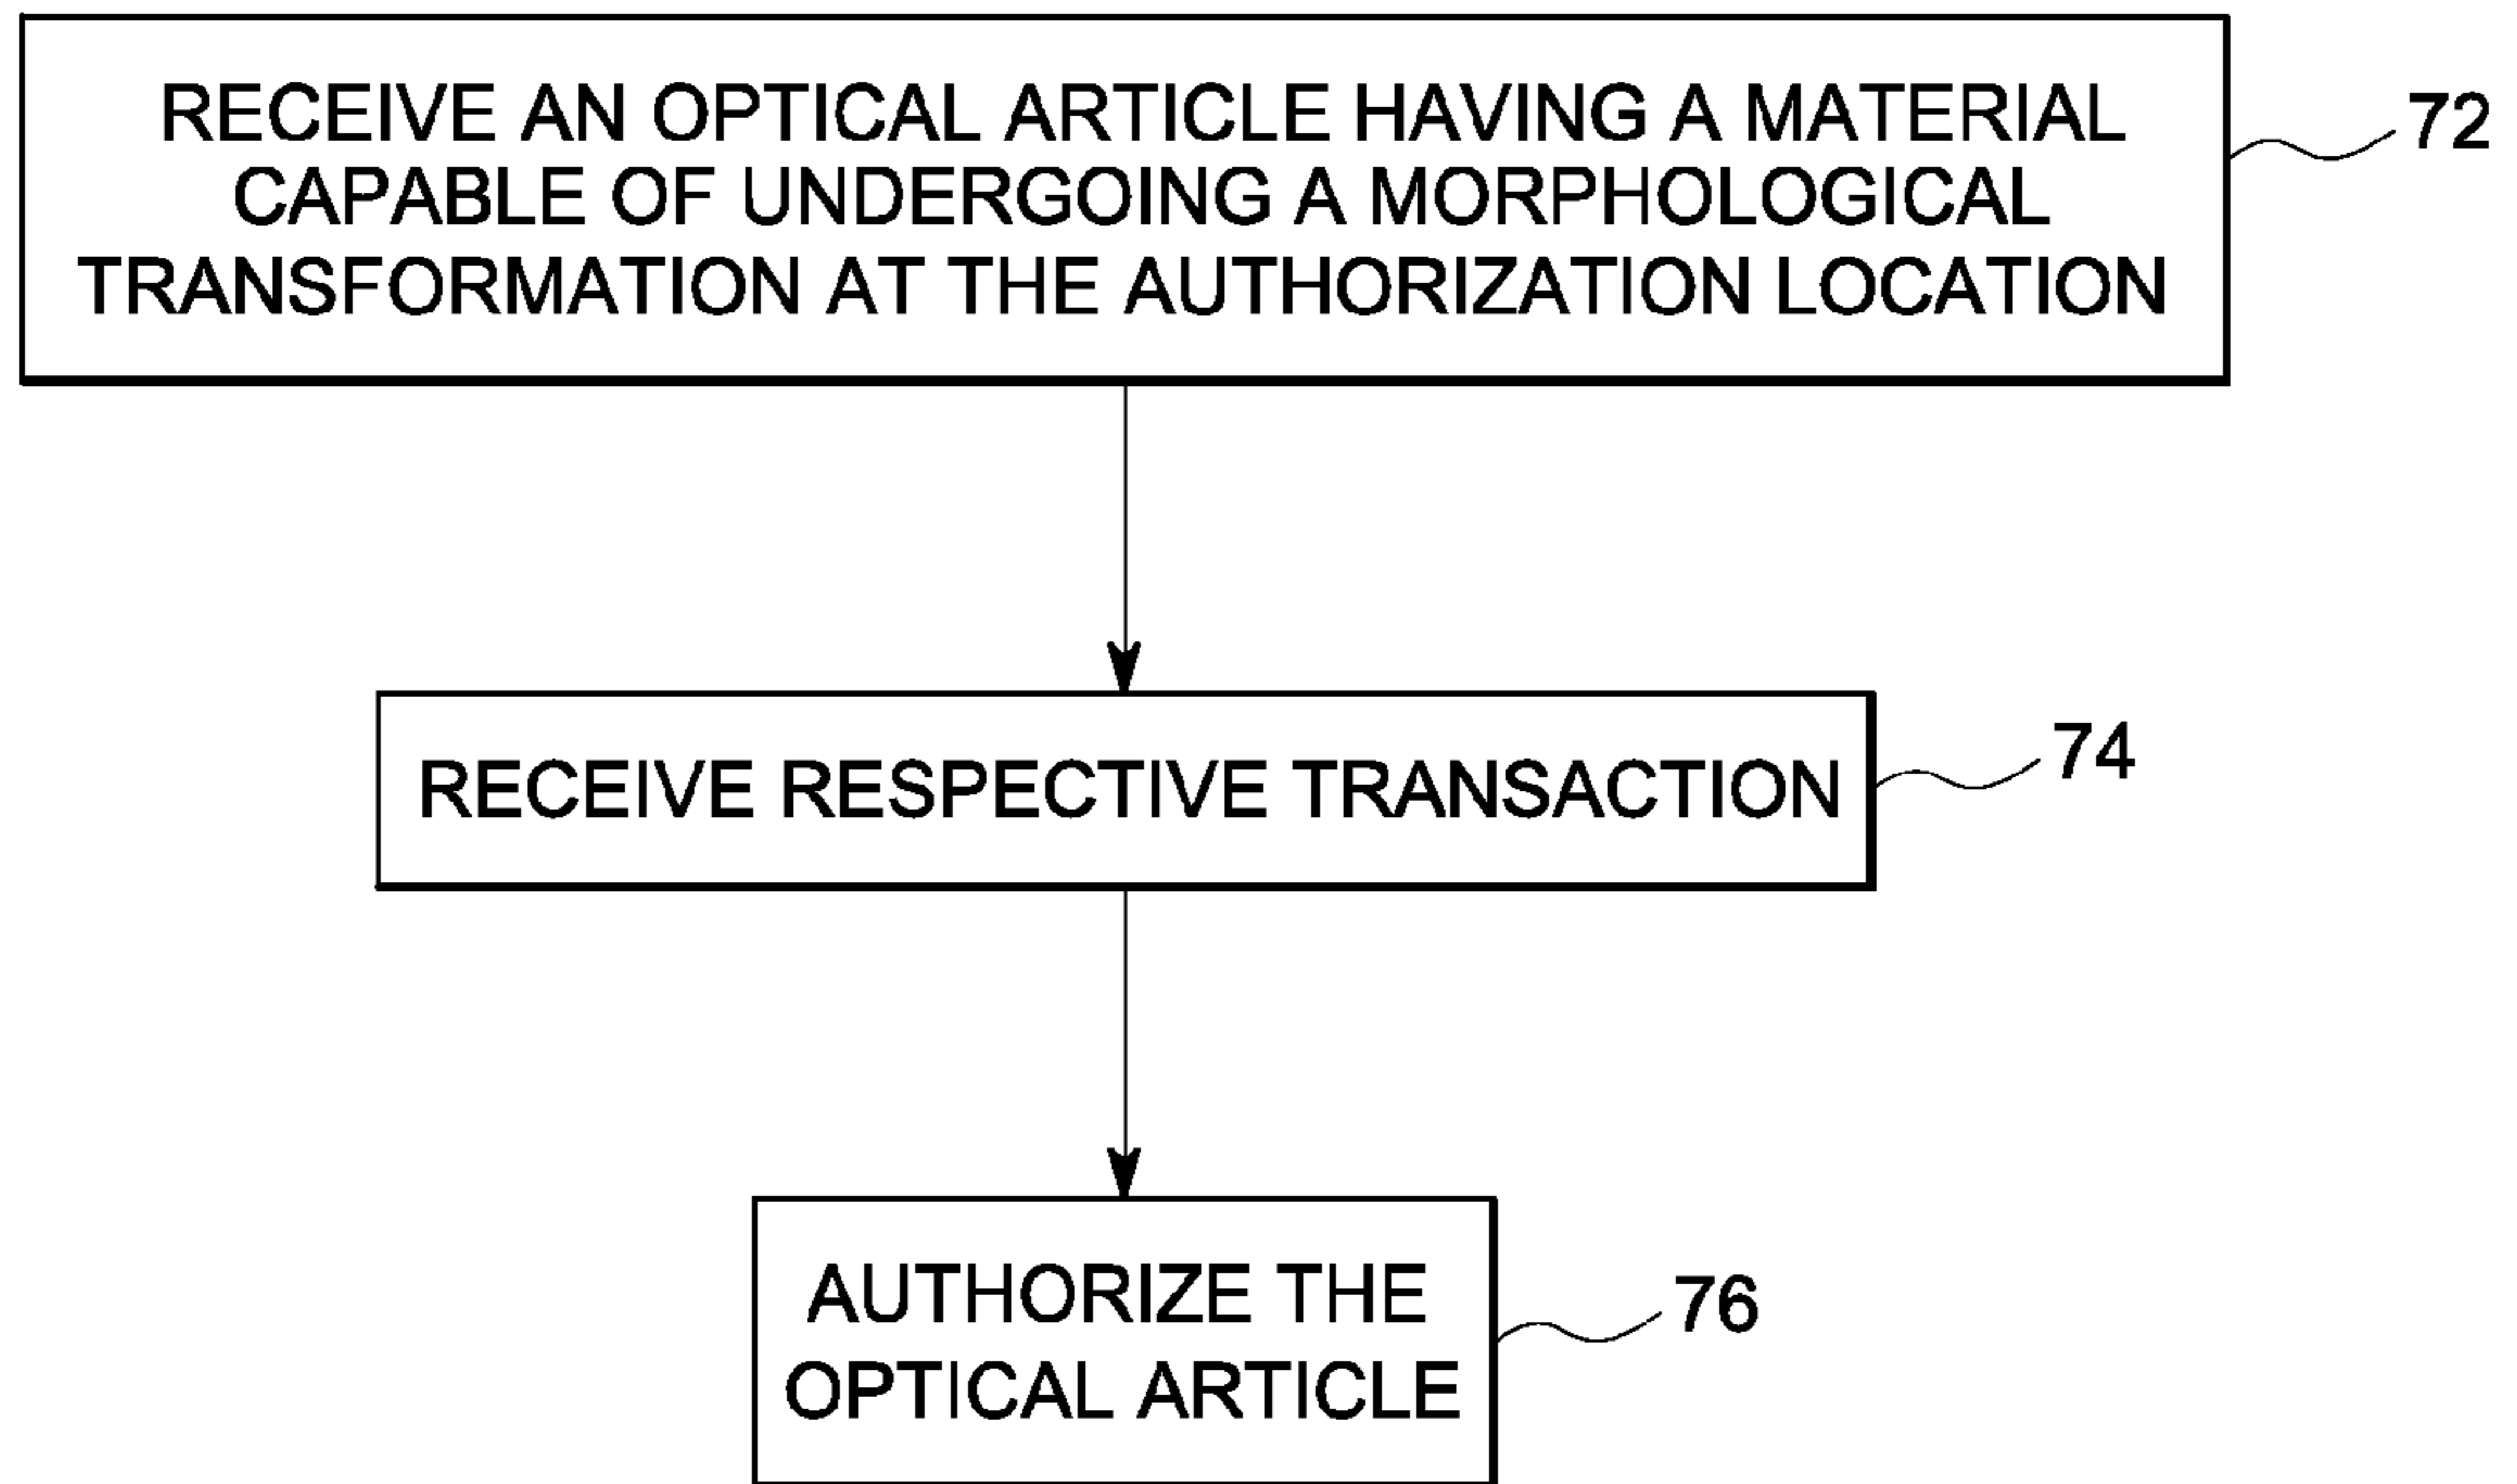 RECEIVE AN OPTICAL ARTICLE HAVING A MATERIAL
CAPABLE OF UNDERGOING A MORPHOLOGICAL
TRANSFORMATION AT THE AUTHORIZATION LOCATION
72
RECEIVE RESPECTIVE TRANSACTION
74
AUTHORIZE THE
OPTICAL ARTICLE
76